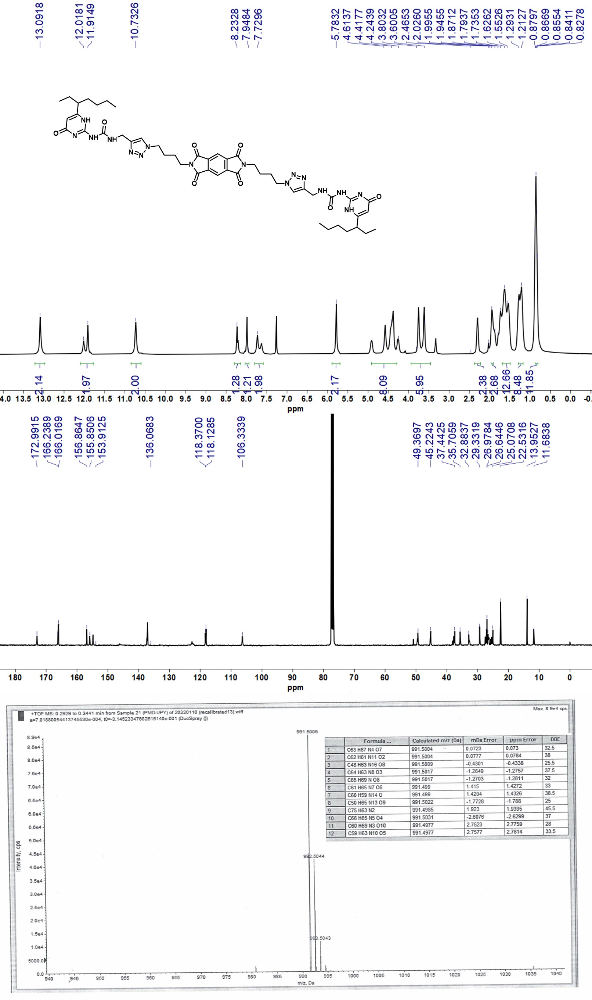 13.0918
12.0181
11.9149
10.7326
8.2328
7.9484
7.7296
5.7832
4.6137
4.4177
4.2439
3.8032
3.6005
2.4653
2.0260
1.9955
1.9455
1.8712
1.7937
1.7353
1.6262
1.5526
1.2931
1.2127
0.8797
0.8669
0.8554
0.8411
0.8278
NH
O
O
N
NH
NH
N
N=N
O
O
N
N
O
O
N
N=N
NH
NH
N
O
O
NH
2.14
1.97
2.00
1.28
1.21
1.98
2.17
8.09
5.95
2.38
2.68
12.66
8.48
11.85
4.0 13.5 13.0 12.5 12.0 11.5 11.0 10.5 10.0 9.5 9.0 8.5 8.0 7.5 7.0 6.5 6.0 5.5 5.0 4.5 4.0 3.5 3.0 2.5 2.0 1.5 1.0 0.5 0.0 -0.
ppm
172.9915
166.2389
166.0169
156.8647
155.8506
153.9125
136.0683
118.3700
118.1285
106.3339
49.3697
45.2243
37.4425
35.7059
32.8837
29.3319
26.9784
26.6446
25.0708
22.5316
13.9527
11.6838
180 170 160 150 140 130 120 110 100 90 80 70 60 50 40 30 20 10 0
ppm
+TOF MS: 0.2929 to 0.3441 min from Sample 21 (PMD-UPY) of 20220110 (recalibrated13).wiff
a=7.01880054413745530e-004, t0=-3.14523347682615140e-001 (DuoSpray ())
Max. 8.9e4 cps.
991.5005
992.5044
993.5043
Formula ... Calculated m/z (Da) mDa Error ppm Error DBE
1 C63 H67 N4 O7 991.5004 0.0723 0.073 32.5
2 C62 H61 N11 O2 991.5004 0.0777 0.0784 38
3 C48 H63 N16 O8 991.5009 -0.4301 -0.4338 25.5
4 C64 H63 N8 O3 991.5017 -1.2649 -1.2757 37.5
5 C65 H69 N O8 991.5017 -1.2703 -1.2811 32
6 C61 H65 N7 O6 991.499 1.415 1.4272 33
7 C60 H59 N14 O 991.499 1.4204 1.4326 38.5
8 C50 H65 N13 O9 991.5022 -1.7728 -1.788 25
9 C75 H63 N2 991.4985 1.923 1.9395 45.5
10 C66 H65 N5 O4 991.5031 -2.6076 -2.6299 37
11 C60 H69 N3 O10 991.4977 2.7523 2.7759 28
12 C59 H63 N10 O5 991.4977 2.7577 2.7814 33.5
8.9e4
8.5e4
8.0e4
7.5e4
7.0e4
6.5e4
6.0e4
5.5e4
5.0e4
4.5e4
4.0e4
3.5e4
3.0e4
2.5e4
2.0e4
1.5e4
1.0e4
5000.0
0.0
Intensity, cps
940 945 950 955 960 965 970 975 980 985 990 995 1000 1005 1010 1015 1020 1025 1030 1035 1040
m/z, Da